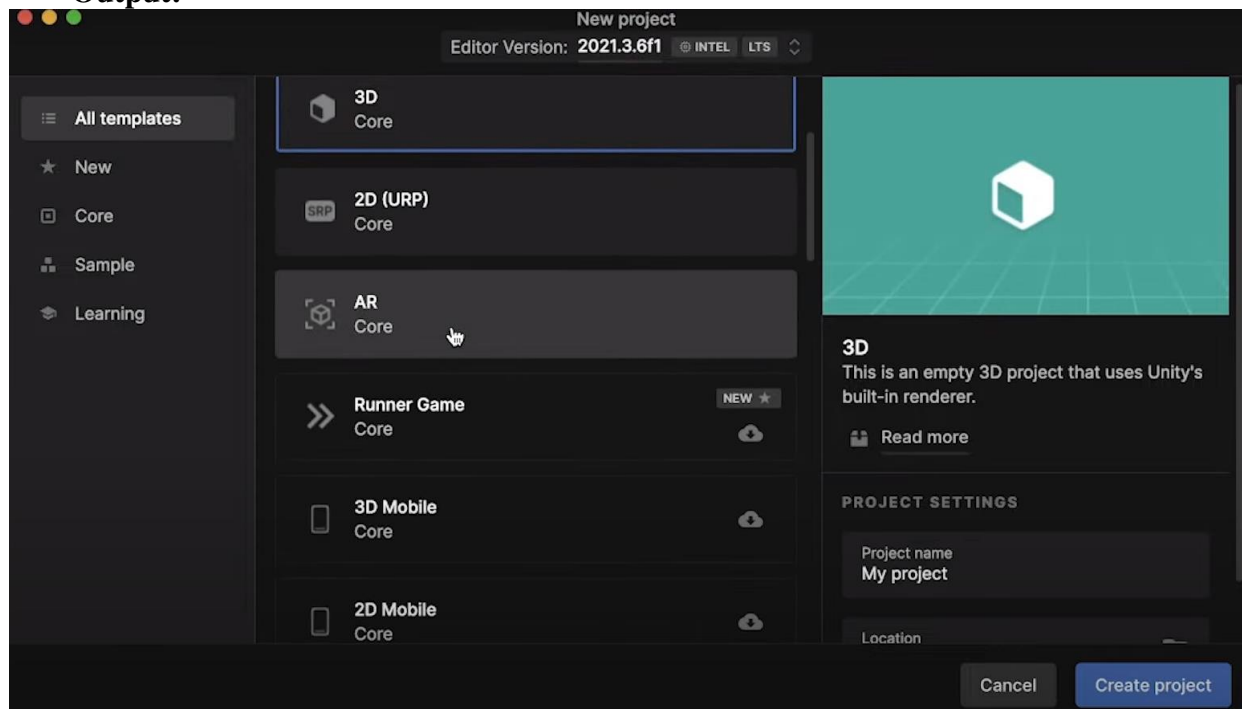 Output:
New project
Editor Version: 2021.3.6f1 INTEL LTS
All templates
New
Core
Sample
Learning
3D
Core
SRP
2D (URP)
Core
AR
Core
Runner Game
Core
NEW
3D Mobile
Core
2D Mobile
Core
3D
This is an empty 3D project that uses Unity's
built-in renderer.
Read more
PROJECT SETTINGS
Project name
My project
Location
Cancel
Create project